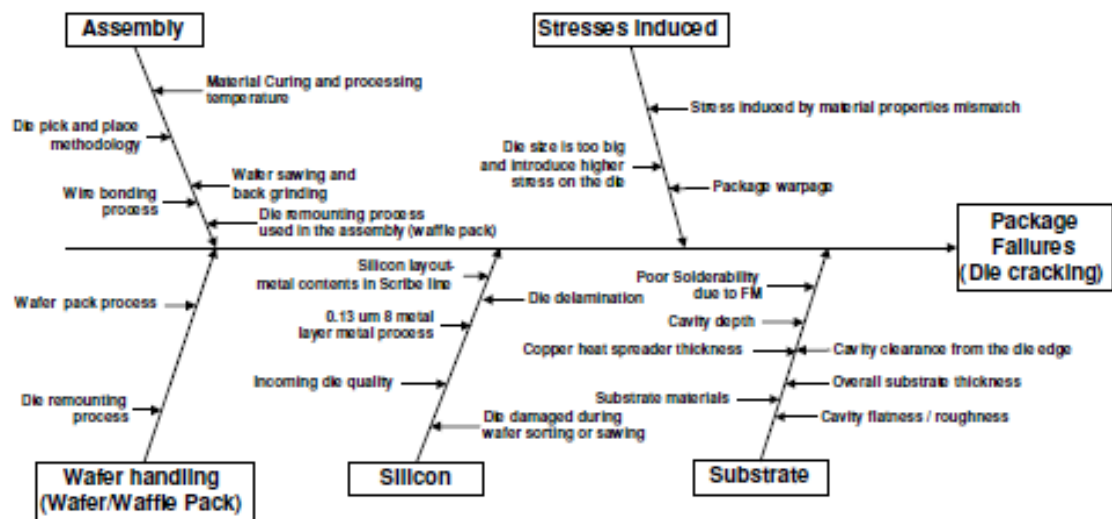 Assembly
Stresses Induced
Material Curing and processing
temperature
Die pick and place
methodology
Wafer sawing and
back grinding
Wire bonding
process
Die remounting process
used in the assembly (waffle pack)
Stress induced by material properties mismatch
Die size is too big
and introduce higher
stress on the die
Package warpage
Package
Failures
(Die cracking)
Wafer pack process
Die remounting
process
Silicon layout-
metal contents in Scribe line
Die delamination
0.13 um 8 metal
layer metal process
Incoming die quality
Die damaged during
wafer sorting or sawing
Poor Solderability
due to FM
Cavity depth
Copper heat spreader thickness
Cavity clearance from the die edge
Overall substrate thickness
Substrate materials
Cavity flatness / roughness
Wafer handling
(Wafer/Waffle Pack)
Silicon
Substrate